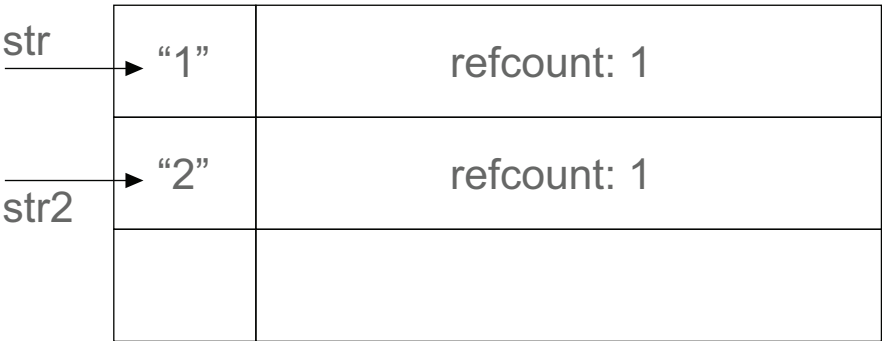 str
“1” refcount: 1
“2” refcount: 1
str2